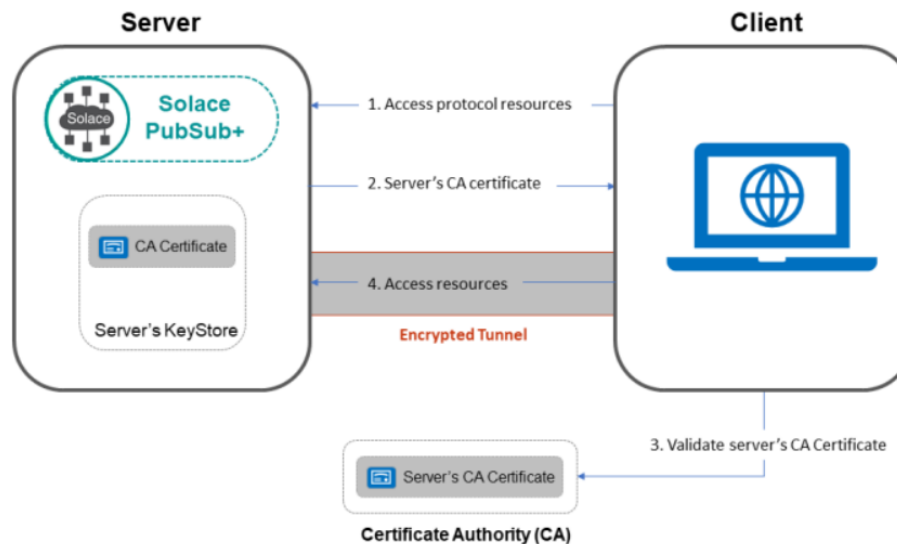 Server
Client
Solace
Solace
PubSub+
1. Access protocol resources
2. Server's CA certificate
CA Certificate
4. Access resources
Server's KeyStore
Encrypted Tunnel
3. Validate server's CA Certificate
Server's CA Certificate
Certificate Authority (CA)